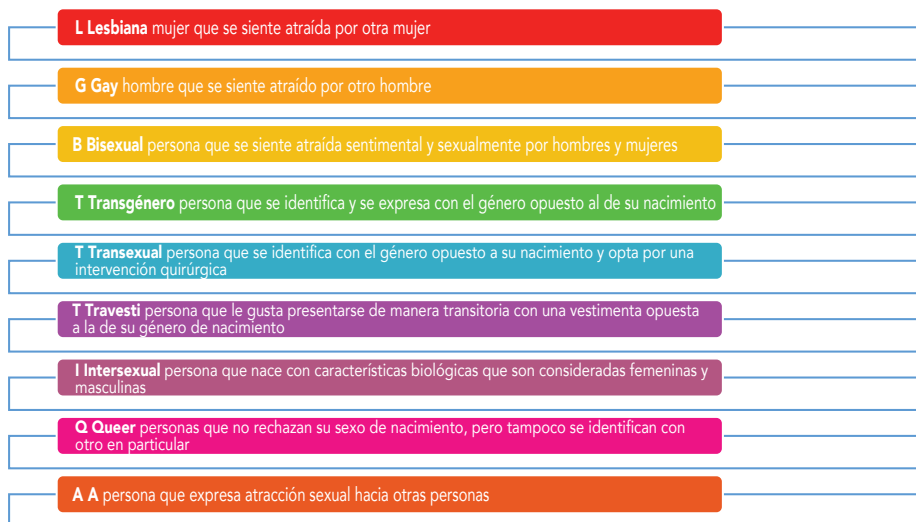 L Lesbiana mujer que se siente atraída por otra mujer
G Gay hombre que se siente atraído por otro hombre
B Bisexual persona que se siente atraída sentimental y sexualmente por hombres y mujeres
T Transgénero persona que se identifica y se expresa con el género opuesto al de su nacimiento
T Transexual persona que se identifica con el género opuesto a su nacimiento y opta por una
intervención quirúrgica
T Travesti persona que le gusta presentarse de manera transitoria con una vestimenta opuesta
a la de su género de nacimiento
I Intersexual persona que nace con características biológicas que son consideradas femeninas y
masculinas
Q Queer personas que no rechazan su sexo de nacimiento, pero tampoco se identifican con
otro en particular
A A persona que expresa atracción sexual hacia otras personas